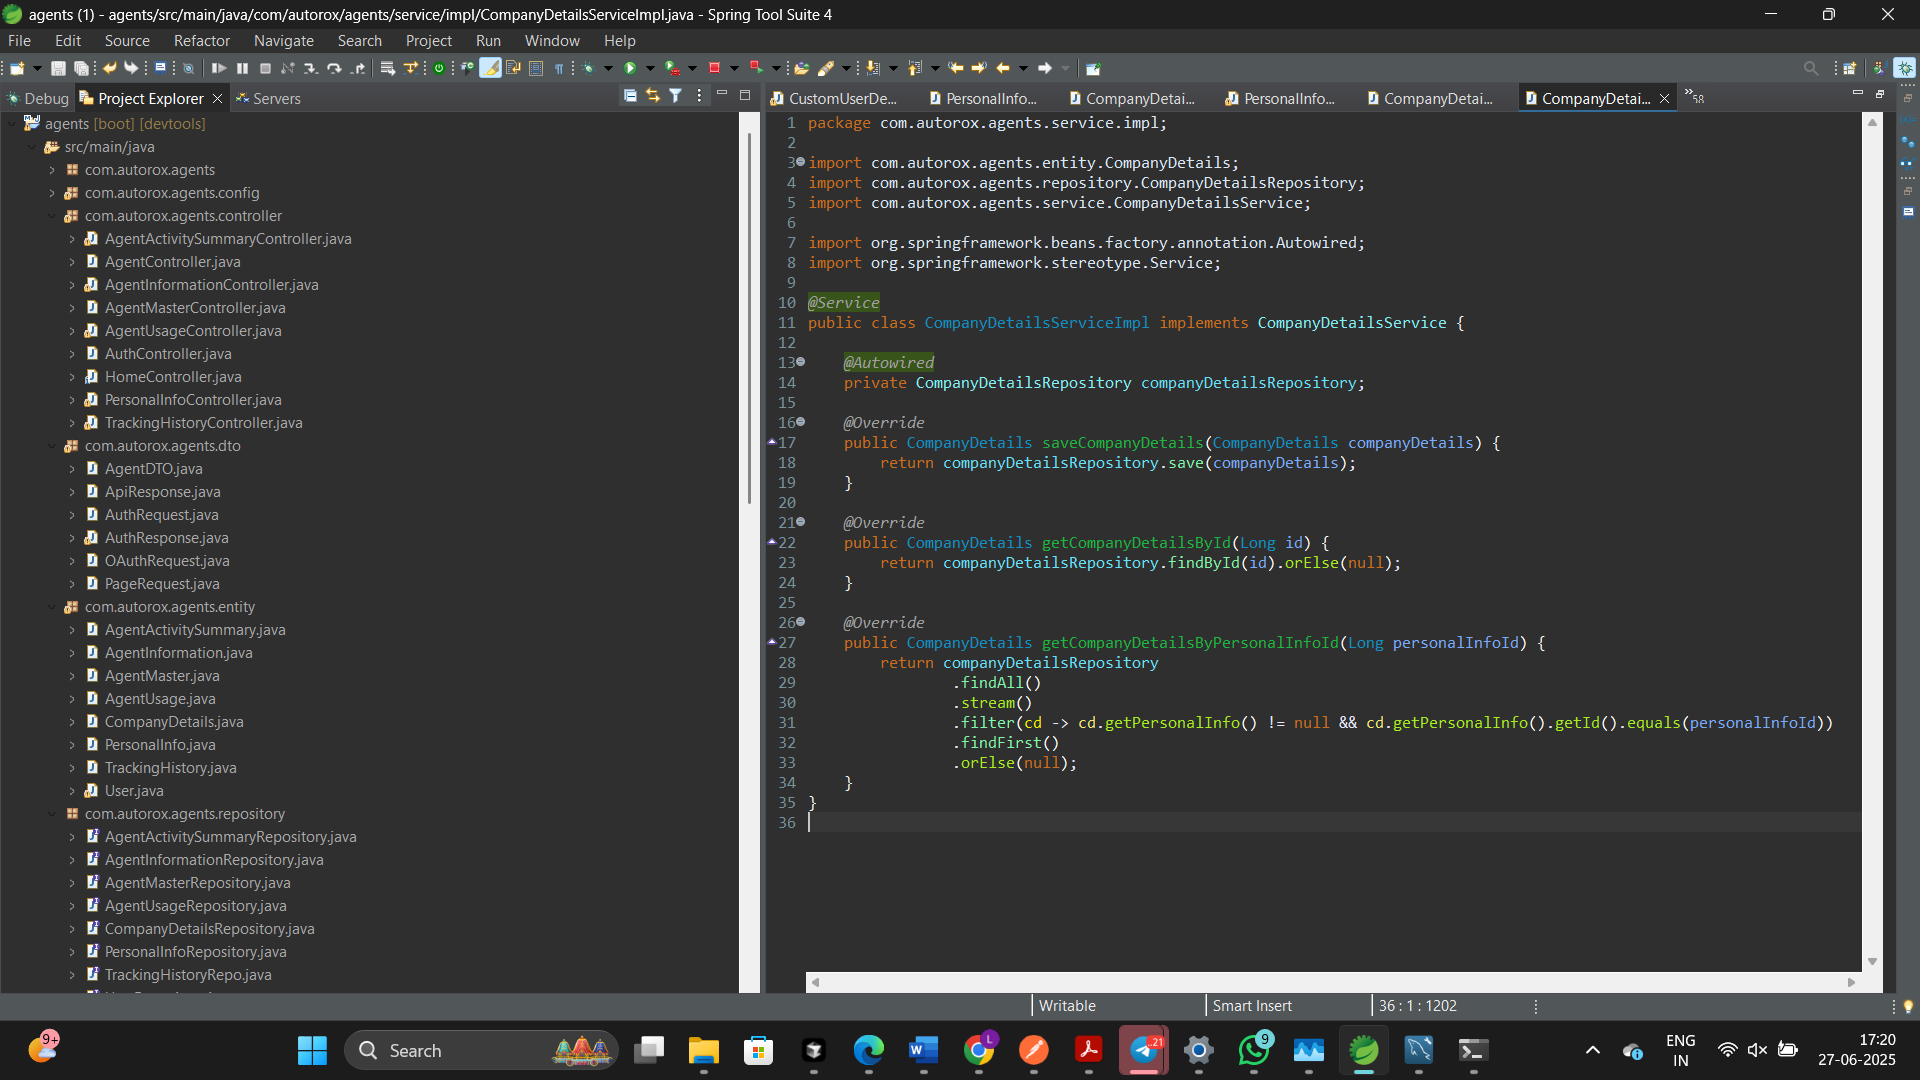 agents (1) - agents/src/main/java/com/autorox/agents/service/impl/CompanyDetailsServiceImpl.java - Spring Tool Suite 4
File Edit Source Refactor Navigate Search Project Run Window Help
Debug Project Explorer Servers
agents [boot] [devtools]
src/main/java
com.autorox.agents
com.autorox.agents.config
com.autorox.agents.controller
AgentActivitySummaryController.java
AgentController.java
AgentInformationController.java
AgentMasterController.java
AgentUsageController.java
AuthController.java
HomeController.java
PersonalInfoController.java
TrackingHistoryController.java
com.autorox.agents.dto
AgentDTO.java
ApiResponse.java
AuthRequest.java
AuthResponse.java
OAuthRequest.java
PageRequest.java
com.autorox.agents.entity
AgentActivitySummary.java
AgentInformation.java
AgentMaster.java
AgentUsage.java
CompanyDetails.java
PersonalInfo.java
TrackingHistory.java
User.java
com.autorox.agents.repository
AgentActivitySummaryRepository.java
AgentInformationRepository.java
AgentMasterRepository.java
AgentUsageRepository.java
CompanyDetailsRepository.java
PersonalInfoRepository.java
TrackingHistoryRepo.java
CustomUserDe... PersonalInfo... CompanyDetai... PersonalInfo... CompanyDetai... CompanyDetai... »58
1 package com.autorox.agents.service.impl;
2
3 import com.autorox.agents.entity.CompanyDetails;
4 import com.autorox.agents.repository.CompanyDetailsRepository;
5 import com.autorox.agents.service.CompanyDetailsService;
6
7 import org.springframework.beans.factory.annotation.Autowired;
8 import org.springframework.stereotype.Service;
9
10 @Service
11 public class CompanyDetailsServiceImpl implements CompanyDetailsService {
12
13 @Autowired
14 private CompanyDetailsRepository companyDetailsRepository;
15
16 @Override
17 public CompanyDetails saveCompanyDetails(CompanyDetails companyDetails) {
18 return companyDetailsRepository.save(companyDetails);
19 }
20
21 @Override
22 public CompanyDetails getCompanyDetailsById(Long id) {
23 return companyDetailsRepository.findById(id).orElse(null);
24 }
25
26 @Override
27 public CompanyDetails getCompanyDetailsByPersonalInfoId(Long personalInfoId) {
28 return companyDetailsRepository
29 .findAll()
30 .stream()
31 .filter(cd -> cd.getPersonalInfo() != null && cd.getPersonalInfo().getId().equals(personalInfoId))
32 .findFirst()
33 .orElse(null);
34 }
35 }
36
Writable Smart Insert 36 : 1 : 1202
9+
Search
L
..21
9
ENG
IN
17:20
27-06-2025